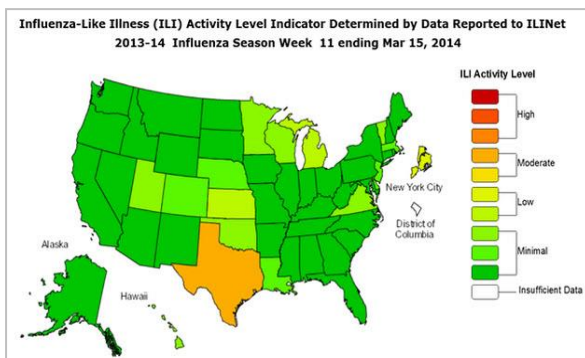 Influenza-Like Illness (ILI) Activity Level Indicator Determined by Data Reported to ILINet
2013-14 Influenza Season Week 11 ending Mar 15, 2014
ILI Activity Level
High
Moderate
New York City
Low
District of
Columbia
Alaska
Minimal
Hawaii
Insufficient Data